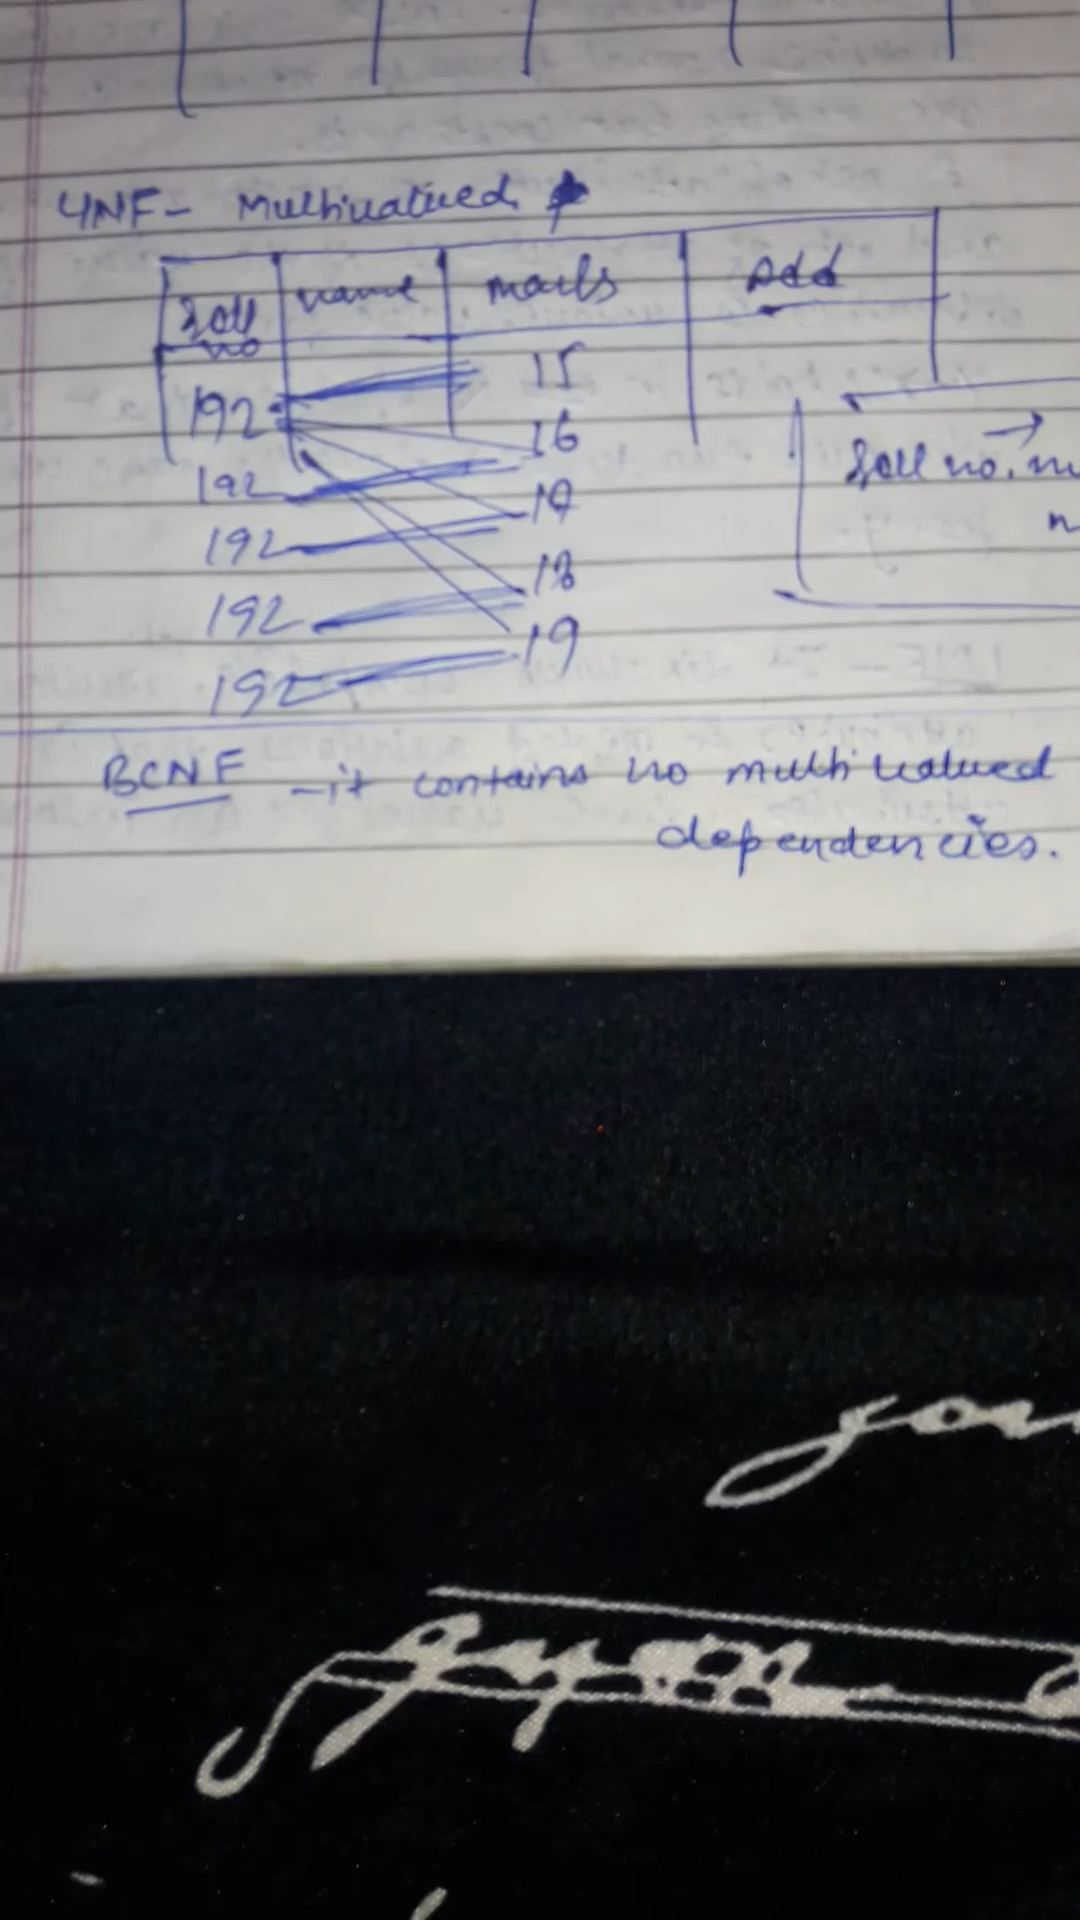 4NF - Multivalued
Roll no name marks Add
192 15
192 16
192 17
192 18
192 19
Roll no.
BCNF - it contains no multivalued
dependencies.